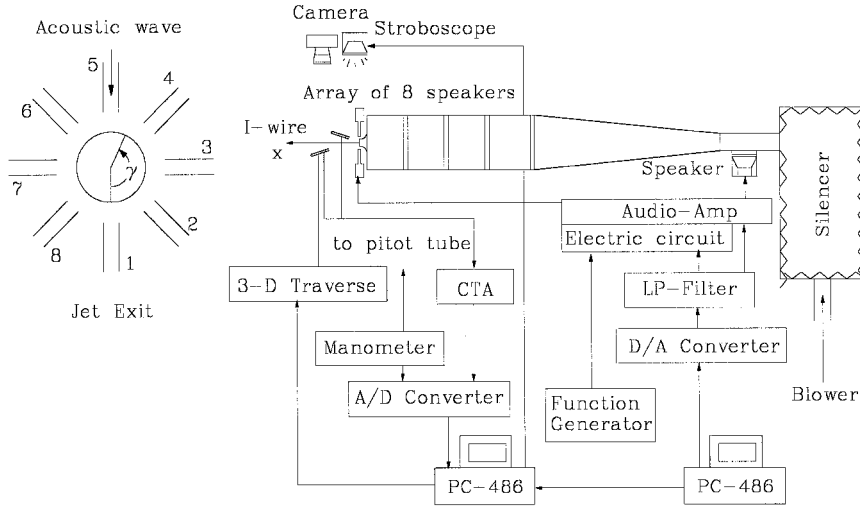 Camera
Stroboscope
Acoustic wave
5
4
6
3
7
γ
2
8
1
Jet Exit
Array of 8 speakers
I-wire
x
Speaker
Silencer
Audio-Amp
Electric circuit
to pitot tube
3-D Traverse
CTA
LP-Filter
Manometer
D/A Converter
A/D Converter
Function
Generator
Blower
PC-486
PC-486